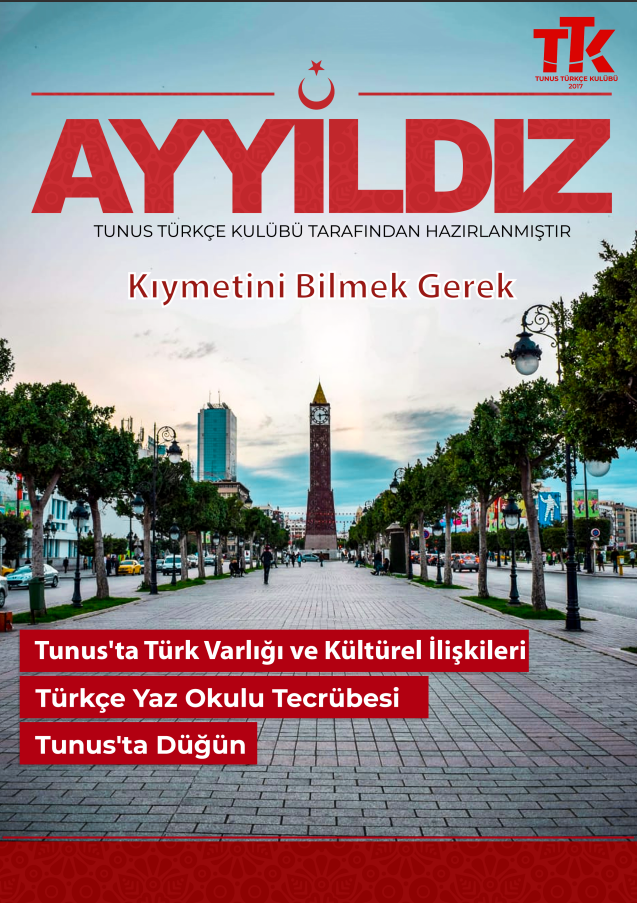 TTK
TUNUS TÜRKÇE KULÜBÜ
2017
AYYILDIZ
TUNUS TÜRKÇE KULÜBÜ TARAFINDAN HAZIRLANMIŞTIR
Kıymetini Bilmek Gerek
Tunus'ta Türk Varlığı ve Kültürel İlişkileri
Türkçe Yaz Okulu Tecrübesi
Tunus'ta Düğün